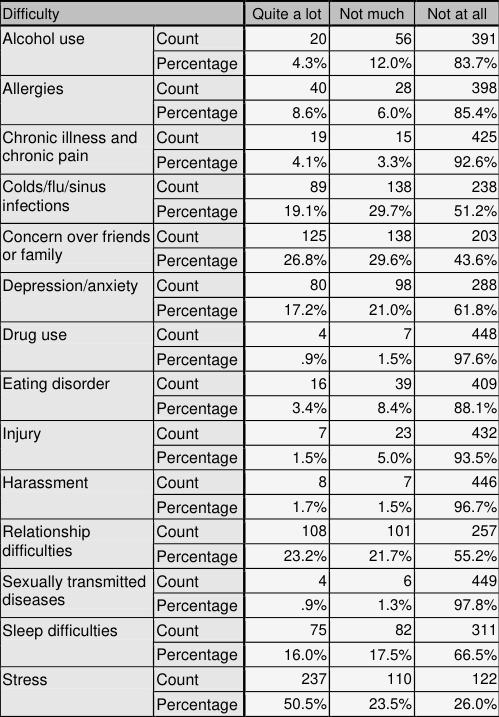 Difficulty Quite a lot Not much Not at all
Alcohol use Count 20 56 391
Percentage 4.3% 12.0% 83.7%
Allergies Count 40 28 398
Percentage 8.6% 6.0% 85.4%
Chronic illness and Count 19 15 425
chronic pain Percentage 4.1% 3.3% 92.6%
Colds/flu/sinus Count 89 138 238
infections Percentage 19.1% 29.7% 51.2%
Concern over friends Count 125 138 203
or family Percentage 26.8% 29.6% 43.6%
Depression/anxiety Count 80 98 288
Percentage 17.2% 21.0% 61.8%
Drug use Count 4 7 448
Percentage .9% 1.5% 97.6%
Eating disorder Count 16 39 409
Percentage 3.4% 8.4% 88.1%
Injury Count 7 23 432
Percentage 1.5% 5.0% 93.5%
Harassment Count 8 7 446
Percentage 1.7% 1.5% 96.7%
Relationship Count 108 101 257
difficulties Percentage 23.2% 21.7% 55.2%
Sexually transmitted Count 4 6 449
diseases Percentage .9% 1.3% 97.8%
Sleep difficulties Count 75 82 311
Percentage 16.0% 17.5% 66.5%
Stress Count 237 110 122
Percentage 50.5% 23.5% 26.0%